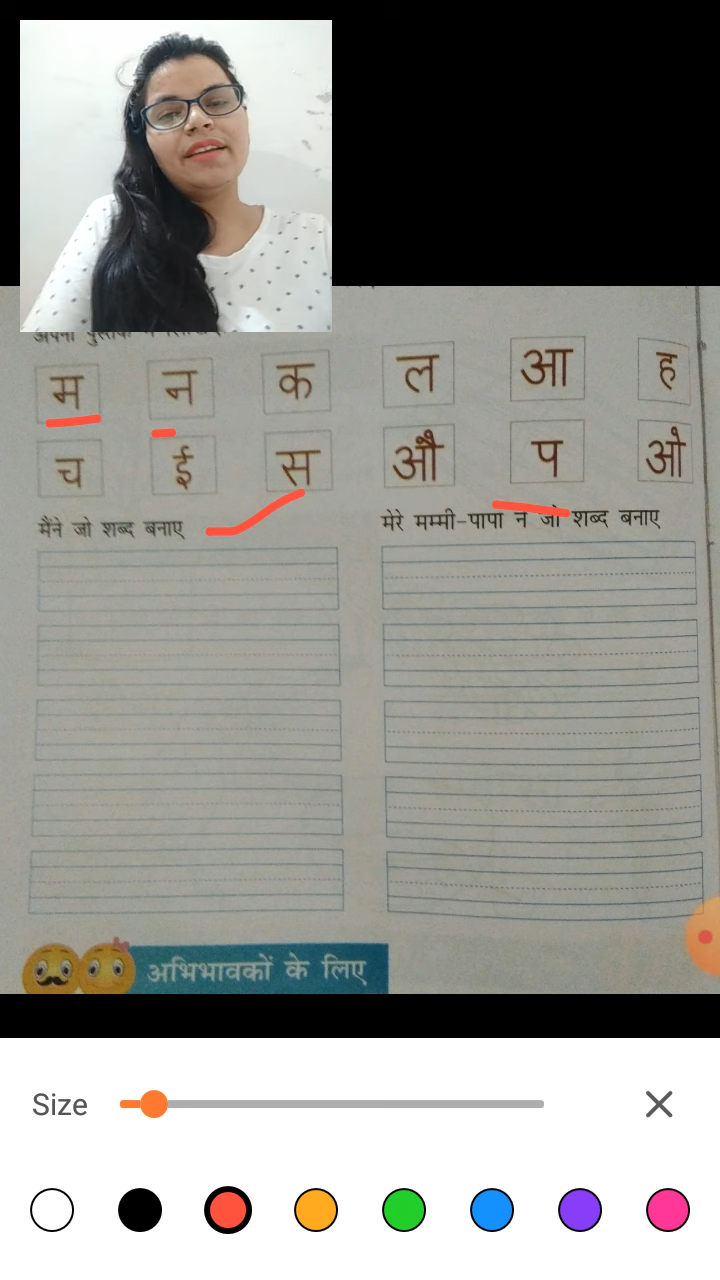 म न क ल आ ह
च ई स औ प ओ
मैंने जो शब्द बनाए
मेरे मम्मी-पापा ने जो शब्द बनाए
अभिभावकों के लिए
Size